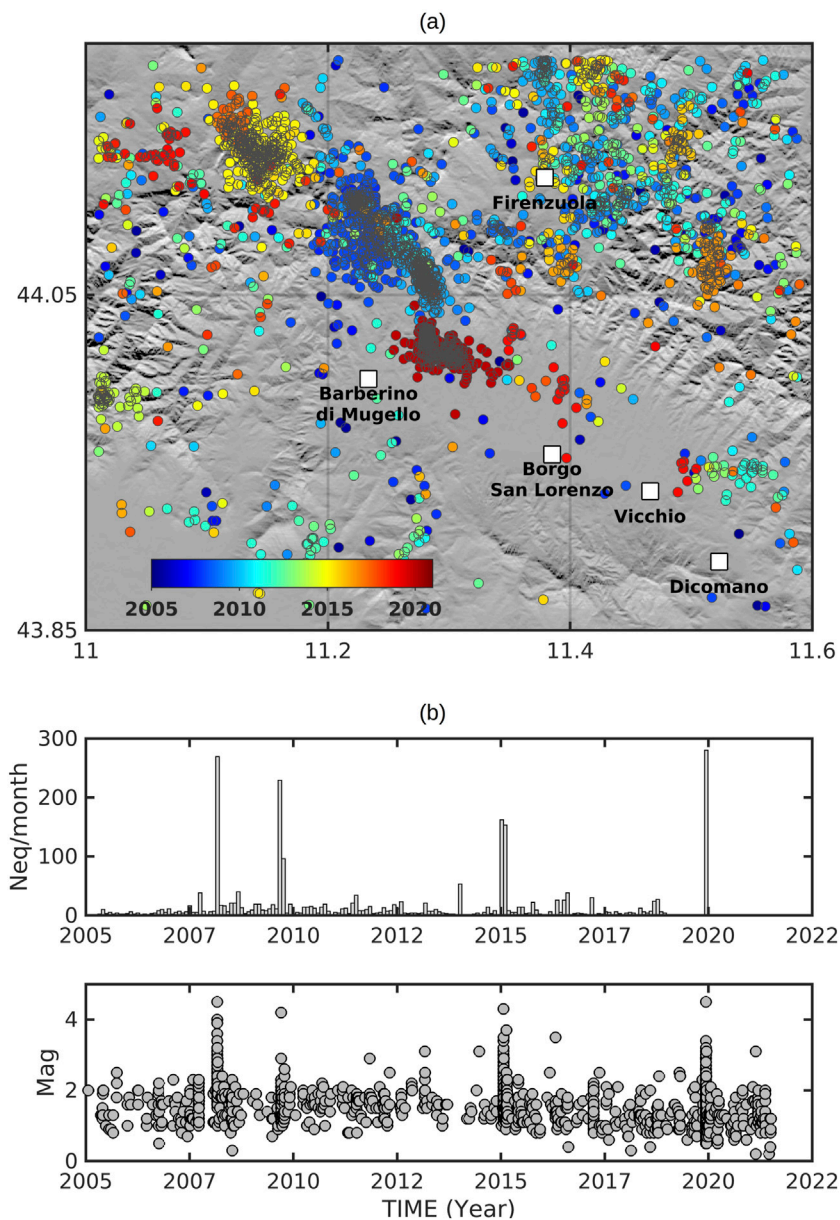 (a)
Firenzuola
44.05
Barberino
di Mugello
Borgo
San Lorenzo
Vicchio
Dicomano
2005 2010 2015 2020
43.85
11 11.2 11.4 11.6
(b)
300
200
100
0
Neq/month
2005 2007 2010 2012 2015 2017 2020 2022
4
2
0
Mag
2005 2007 2010 2012 2015 2017 2020 2022
TIME (Year)